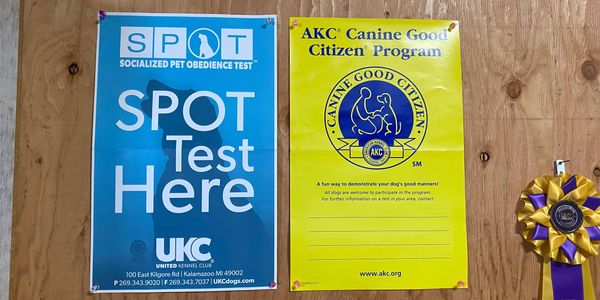 SPOT
SOCIALIZED PET OBEDIENCE TEST™
SPOT
Test
Here
UKC
UNITED KENNEL CLUB
100 East Kilgore Rd | Kalamazoo MI 49002
P 269.343.9020 | F 269.343.7037 | UKCdogs.com
AKC® Canine Good
Citizen® Program
CANINE GOOD CITIZEN
AKC
SM
A fun way to demonstrate your dog's good manners!
All dogs are welcome to participate in the program.
For further information on a test in your area, contact:
www.akc.org